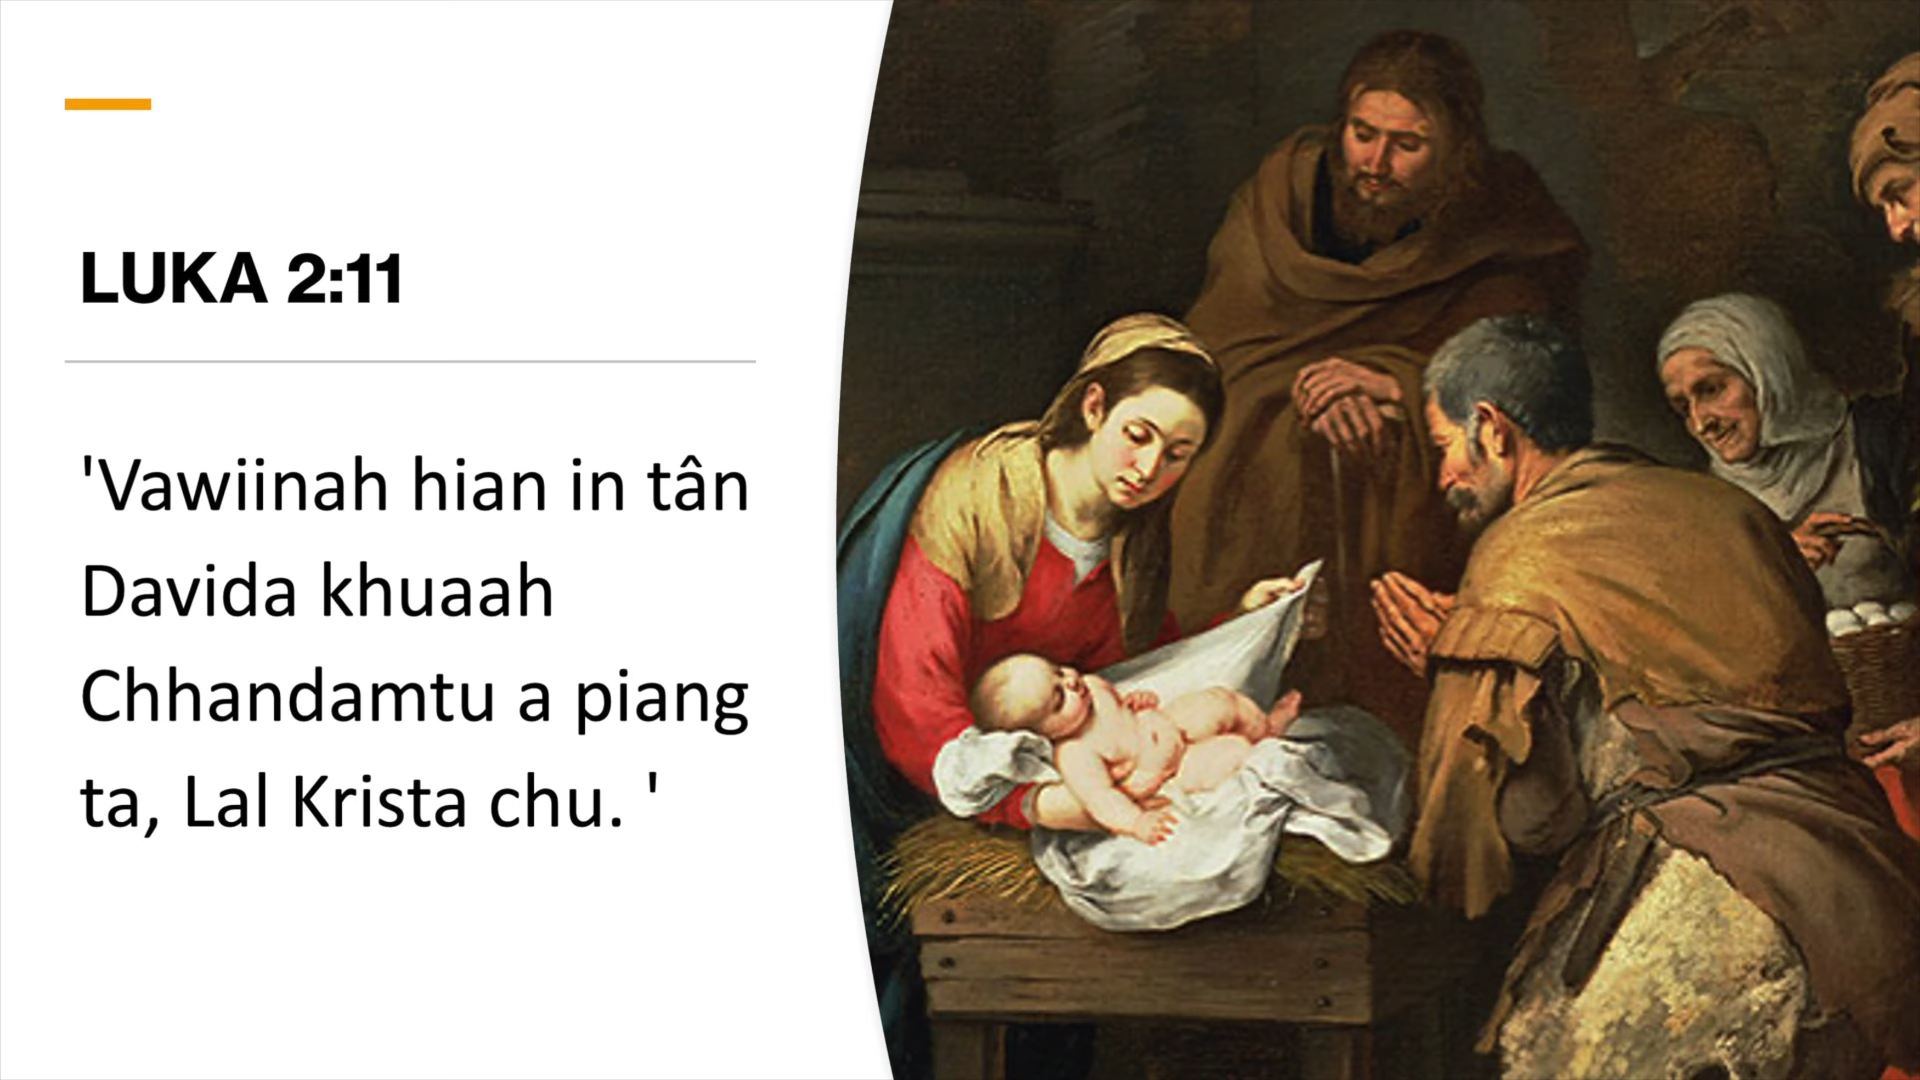 LUKA 2:11
'Vawiinah hian in tân
Davida khuaah
Chhandamtu a piang
ta, Lal Krista chu. '